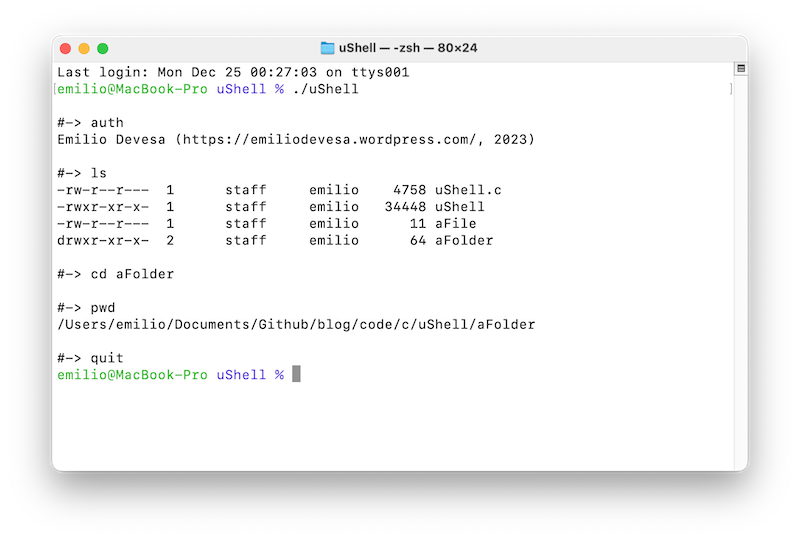 uShell — -zsh — 80×24
Last login: Mon Dec 25 00:27:03 on ttys001
[emilio@MacBook-Pro uShell % ./uShell ]
#-> auth
Emilio Devesa (https://emiliodevesa.wordpress.com/, 2023)
#-> ls
-rw-r--r--- 1 staff emilio 4758 uShell.c
-rwxr-xr-x- 1 staff emilio 34448 uShell
-rw-r--r--- 1 staff emilio 11 aFile
drwxr-xr-x- 2 staff emilio 64 aFolder
#-> cd aFolder
#-> pwd
/Users/emilio/Documents/Github/blog/code/c/uShell/aFolder
#-> quit
emilio@MacBook-Pro uShell %